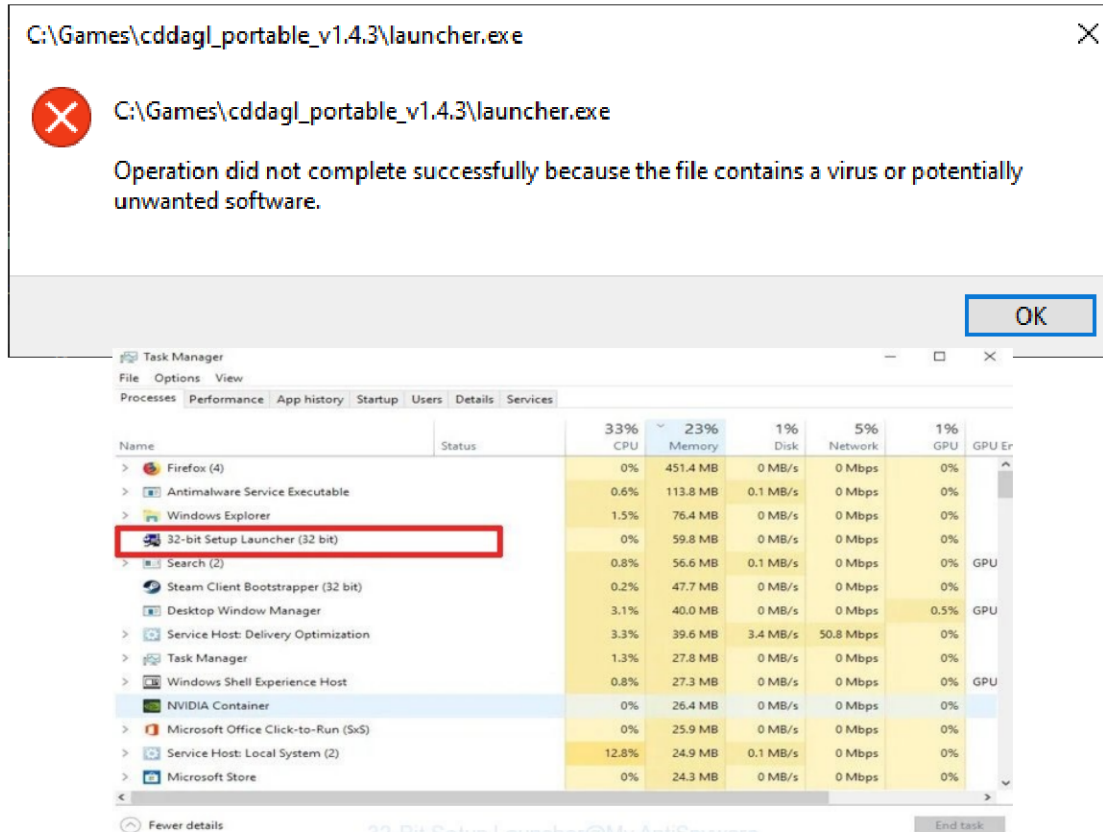 C:\Games\cddagl_portable_v1.4.3\launcher.exe
C:\Games\cddagl_portable_v1.4.3\launcher.exe
Operation did not complete successfully because the file contains a virus or potentially
unwanted software.
OK
Task Manager
File Options View
Processes Performance App history Startup Users Details Services
33% 23% 1% 5% 1%
Name Status CPU Memory Disk Network GPU GPU Er
Firefox (4) 0% 451.4 MB 0 MB/s 0 Mbps 0%
Antimalware Service Executable 0.6% 113.8 MB 0.1 MB/s 0 Mbps 0%
Windows Explorer 1.5% 76.4 MB 0 MB/s 0 Mbps 0%
32-bit Setup Launcher (32 bit) 0% 59.8 MB 0 MB/s 0 Mbps 0%
Search (2) 0.8% 56.6 MB 0.1 MB/s 0 Mbps 0% GPU
Steam Client Bootstrapper (32 bit) 0.2% 47.7 MB 0 MB/s 0 Mbps 0%
Desktop Window Manager 3.1% 40.0 MB 0 MB/s 0 Mbps 0.5% GPU
Service Host: Delivery Optimization 3.3% 39.6 MB 3.4 MB/s 50.8 Mbps 0%
Task Manager 1.3% 27.8 MB 0 MB/s 0 Mbps 0%
Windows Shell Experience Host 0.8% 27.3 MB 0 MB/s 0 Mbps 0% GPU
NVIDIA Container 0% 26.4 MB 0 MB/s 0 Mbps 0%
Microsoft Office Click-to-Run (SxS) 0% 25.9 MB 0 MB/s 0 Mbps 0%
Service Host: Local System (2) 12.8% 24.9 MB 0.1 MB/s 0 Mbps 0%
Microsoft Store 0% 24.3 MB 0 MB/s 0 Mbps 0%
Fewer details End task